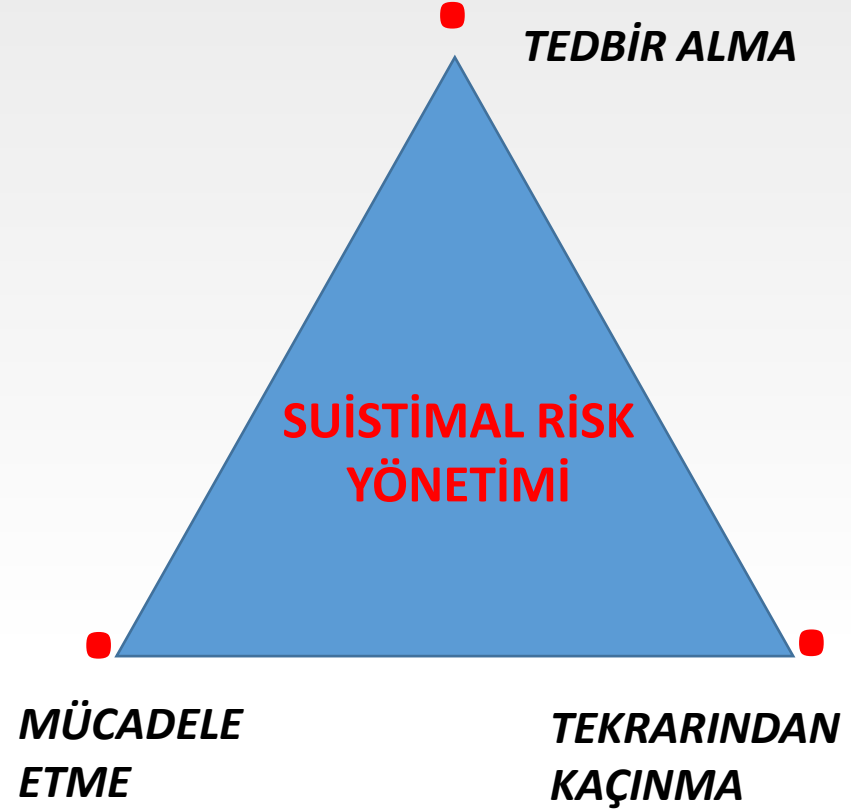 TEDBİR ALMA
SUİSTİMAL RİSK
YÖNETİMİ
MÜCADELE
ETME
TEKRARINDAN
KAÇINMA